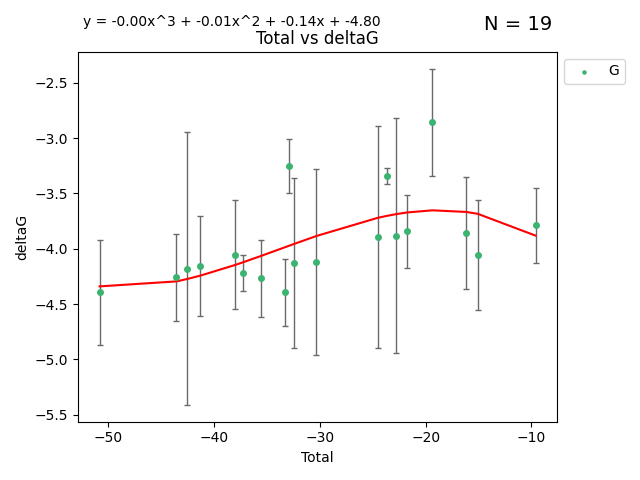 y = -0.00x^3 + -0.01x^2 + -0.14x + -4.80
N = 19
Total vs deltaG
G
deltaG
−2.5
−3.0
−3.5
−4.0
−4.5
−5.0
−5.5
−50 −40 −30 −20 −10
Total